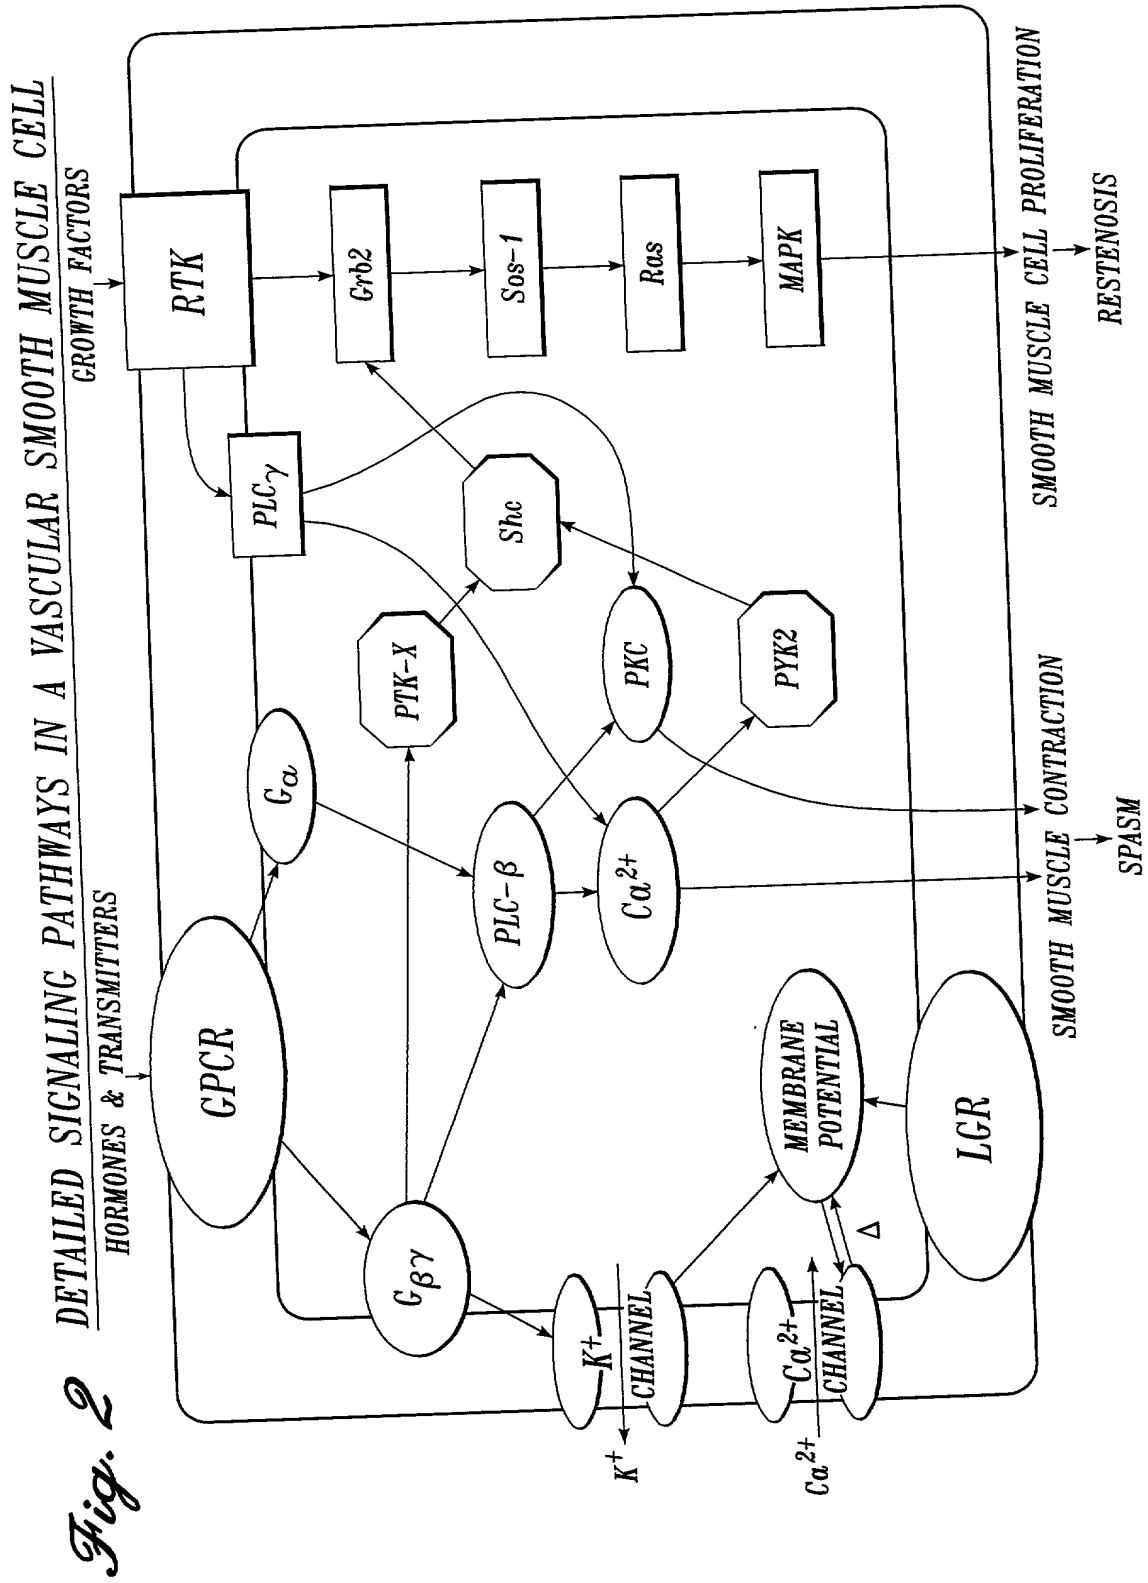 Fig. 2
DETAILED SIGNALING PATHWAYS IN A VASCULAR SMOOTH MUSCLE CELL
HORMONES & TRANSMITTERS
GROWTH FACTORS
GPCR
RTK
Gα
PLCγ
Gβγ
PTK-X
Grb2
PLC-β
Shc
Sos-1
K+
K+
CHANNEL
Ca2+
PKC
Ras
Ca2+
Ca2+
CHANNEL
Δ
MEMBRANE
POTENTIAL
PYK2
MAPK
LGR
SMOOTH MUSCLE CONTRACTION
SPASM
SMOOTH MUSCLE CELL PROLIFERATION
RESTENOSIS